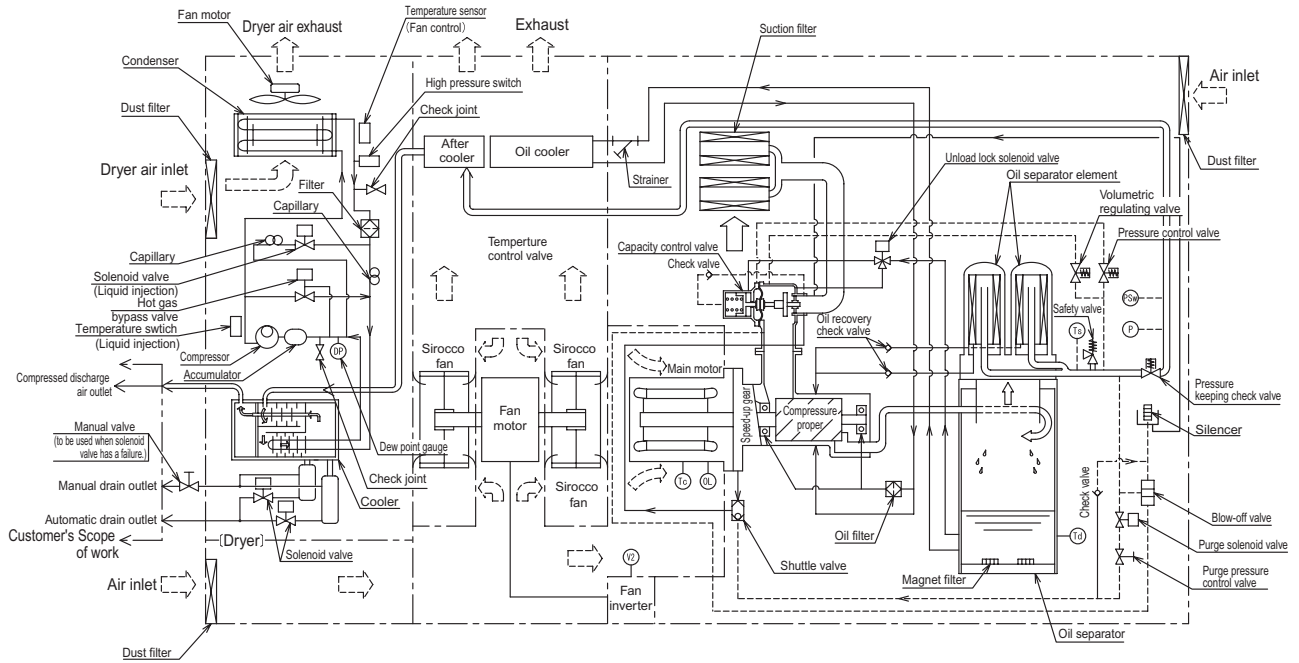 Fan motor
Dryer air exhaust
Temperature sensor
(Fan control)
Exhaust
Suction filter
Condenser
High pressure switch
Air inlet
Dust filter
Check joint
After
cooler
Oil cooler
Unload lock solenoid valve
Dust filter
Dryer air inlet
Strainer
Oil separator element
Filter
Volumetric
regulating valve
Capillary
Pressure control valve
Temperture
control valve
Capacity control valve
Check valve
Capillary
Solenoid valve
(Liquid injection)
Hot gas
bypass valve
PSw
Safety valve
Temperature swtich
(Liquid injection)
Oil recovery
check valve
Ts
P
Compressor
DP
Sirocco
fan
Sirocco
fan
Main motor
Accumulator
Compressed discharge
air outlet
Pressure
keeping check valve
Fan
motor
Speed-up gear
Compressure
proper
Manual valve
(to be used when solenoid
valve has a failure.)
Dew point gauge
Silencer
Check joint
Sirocco
fan
Tc
OL
Check valve
Manual drain outlet
Cooler
Blow-off valve
Automatic drain outlet
Oil filter
Td
Customer's Scope
of work
(Dryer)
Solenoid valve
Purge solenoid valve
V2
Shuttle valve
Magnet filter
Purge pressure
control valve
Air inlet
Fan
inverter
Oil separator
Dust filter